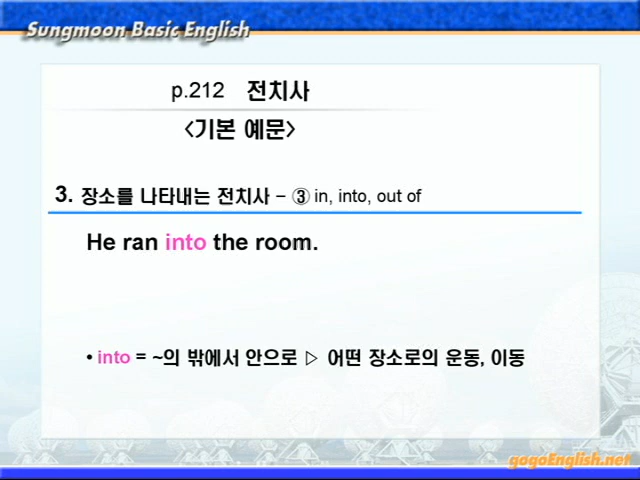 Sungmoon Basic English
p.212 전치사
<기본 예문>
3. 장소를 나타내는 전치사 - ③ in, into, out of
He ran into the room.
• into = ~의 밖에서 안으로 ▷ 어떤 장소로의 운동, 이동
gogoEnglish.net